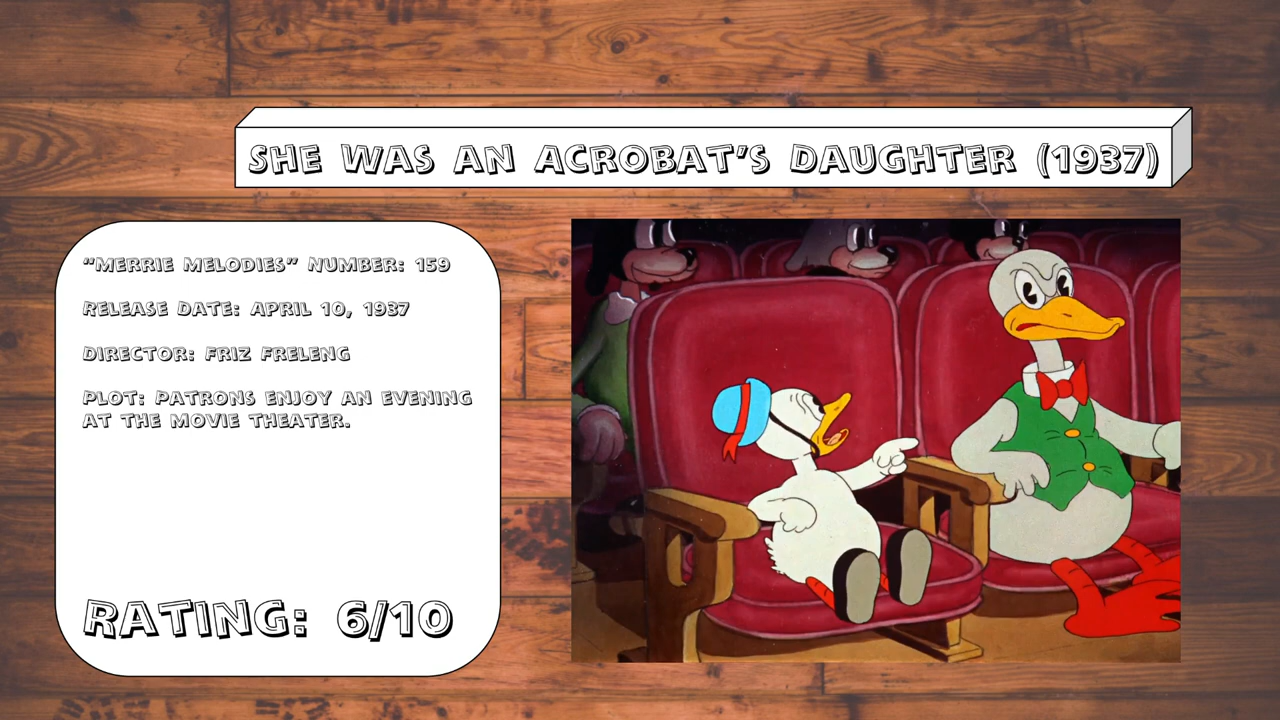 SHE WAS AN ACROBAT'S DAUGHTER (1937)
"MERRIE MELODIES" NUMBER: 159
RELEASE DATE: APRIL 10, 1937
DIRECTOR: FRIZ FRELENG
PLOT: PATRONS ENJOY AN EVENING
AT THE MOVIE THEATER.
RATING: 6/10